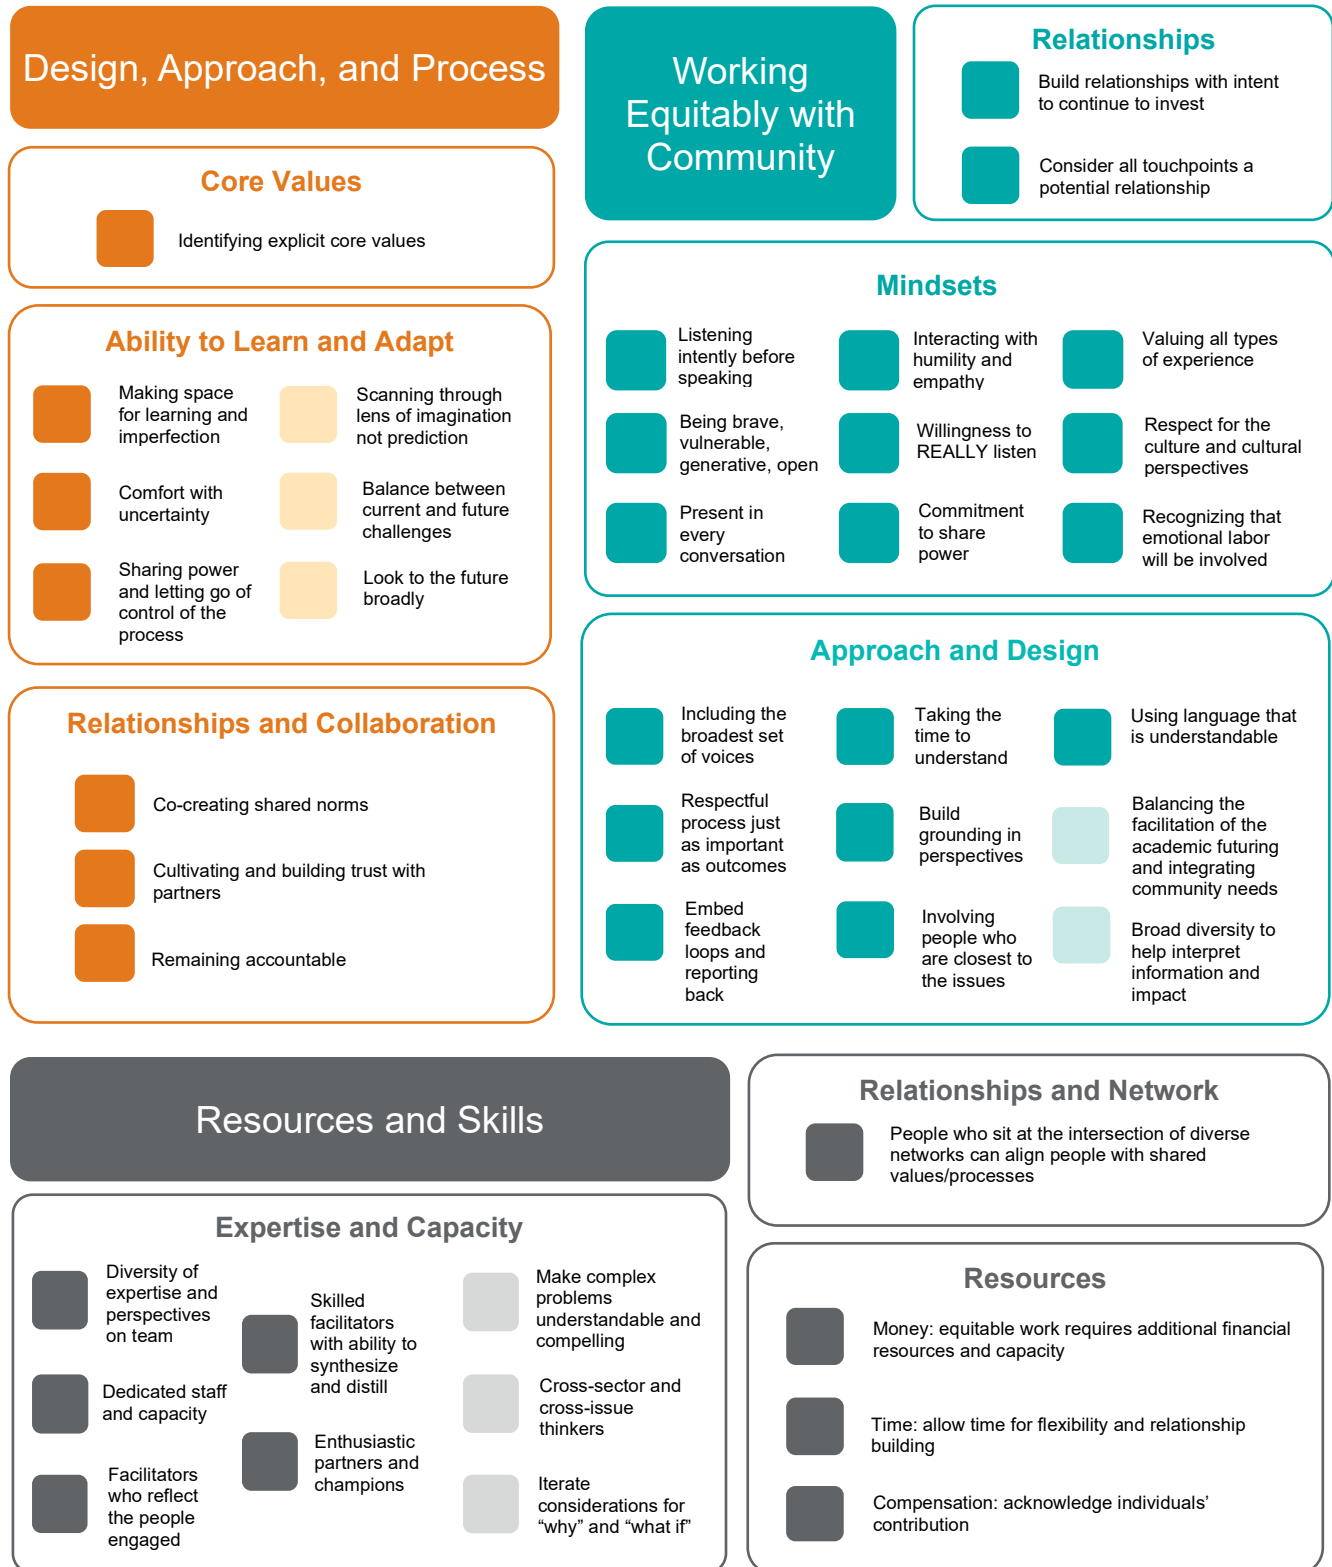 Design, Approach, and Process
Core Values
Identifying explicit core values
Ability to Learn and Adapt
Making space
for learning and
imperfection
Scanning through
lens of imagination
not prediction
Comfort with
uncertainty
Balance between
current and future
challenges
Sharing power
and letting go of
control of the
process
Look to the future
broadly
Relationships and Collaboration
Co-creating shared norms
Cultivating and building trust with
partners
Remaining accountable
Working
Equitably with
Community
Relationships
Build relationships with intent
to continue to invest
Consider all touchpoints a
potential relationship
Mindsets
Listening
intently before
speaking
Interacting with
humility and
empathy
Valuing all types
of experience
Being brave,
vulnerable,
generative, open
Willingness to
REALLY listen
Respect for the
culture and cultural
perspectives
Present in
every
conversation
Commitment
to share
power
Recognizing that
emotional labor
will be involved
Approach and Design
Including the
broadest set
of voices
Taking the
time to
understand
Using language that
is understandable
Respectful
process just
as important
as outcomes
Build
grounding in
perspectives
Balancing the
facilitation of the
academic futuring
and integrating
community needs
Embed
feedback
loops and
reporting
back
Involving
people who
are closest to
the issues
Broad diversity to
help interpret
information and
impact
Resources and Skills
Expertise and Capacity
Diversity of
expertise and
perspectives
on team
Skilled
facilitators
with ability to
synthesize
and distill
Make complex
problems
understandable and
compelling
Dedicated staff
and capacity
Cross-sector and
cross-issue
thinkers
Facilitators
who reflect
the people
engaged
Enthusiastic
partners and
champions
Iterate
considerations for
“why” and “what if”
Relationships and Network
People who sit at the intersection of diverse
networks can align people with shared
values/processes
Resources
Money: equitable work requires additional financial
resources and capacity
Time: allow time for flexibility and relationship
building
Compensation: acknowledge individuals’
contribution